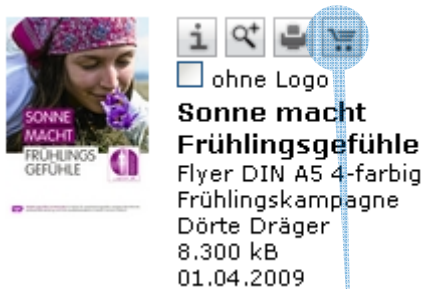 SONNE
MACHT
FRÜHLINGS
GEFÜHLE
ohne Logo
Sonne macht
Frühlingsgefühle
Flyer DIN A5 4-farbig
Frühlingskampagne
Dörte Dräger
8.300 kB
01.04.2009